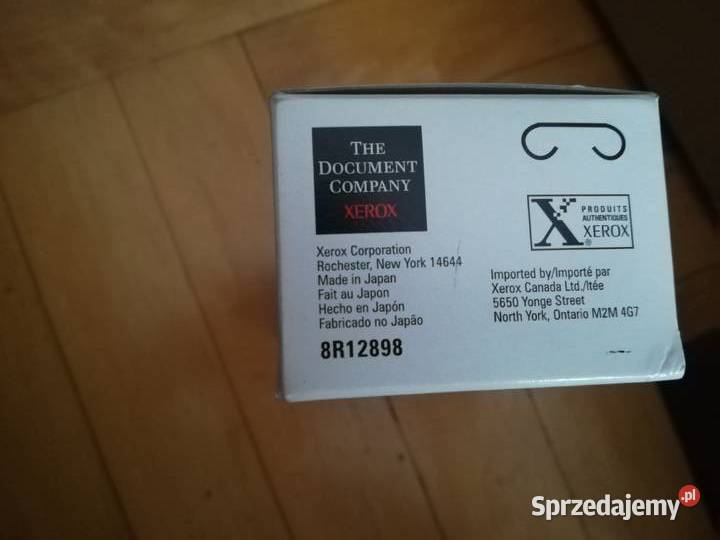 THE
DOCUMENT
COMPANY
XEROX
Xerox Corporation
Rochester, New York 14644
Made in Japan
Fait au Japon
Hecho en Japón
Fabricado no Japão
8R12898
X
PRODUITS
AUTHENTIQUES
XEROX
®
Imported by/Importé par
Xerox Canada Ltd./ltée
5650 Yonge Street
North York, Ontario M2M 4G7
Sprzedajemy.pl